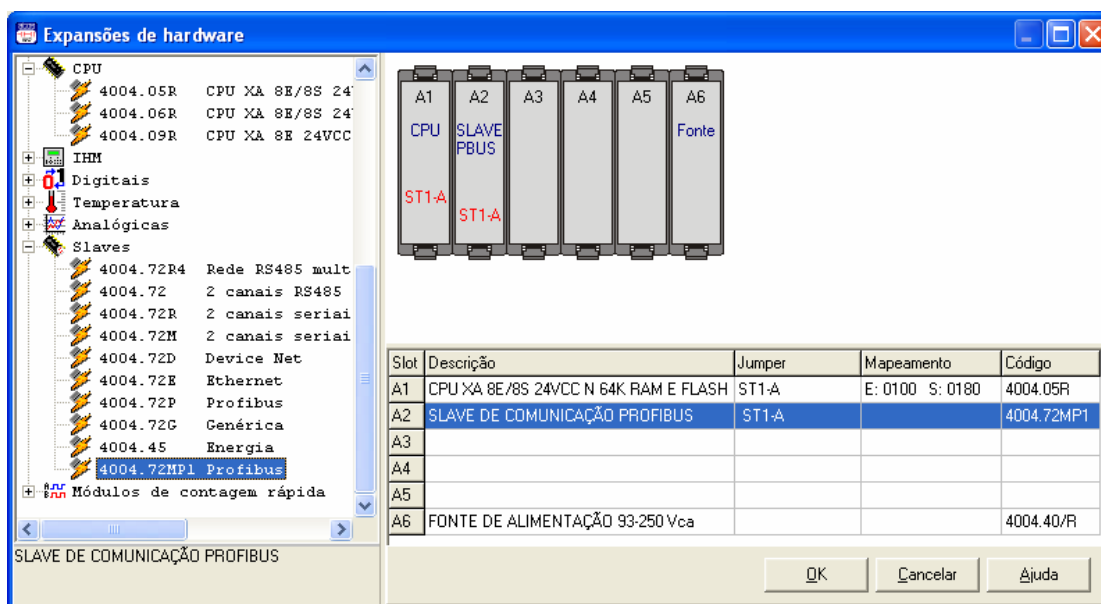 Expansões de hardware
CPU
4004.05R CPU XA 8E/8S 24
4004.06R CPU XA 8E/8S 24
4004.09R CPU XA 8E 24VCC
IHM
Digitais
Temperatura
Analógicas
Slaves
4004.72R4 Rede RS485 mult
4004.72 2 canais RS485
4004.72R 2 canais seriai
4004.72M 2 canais seriai
4004.72D Device Net
4004.72E Ethernet
4004.72P Profibus
4004.72G Genérica
4004.45 Energia
4004.72MP1 Profibus
Módulos de contagem rápida
SLAVE DE COMUNICAÇÃO PROFIBUS
A1 A2 A3 A4 A5 A6
CPU SLAVE Fonte
PBUS
ST1-A
ST1-A
Slot Descrição Jumper Mapeamento Código
A1 CPU XA 8E/8S 24VCC N 64K RAM E FLASH ST1-A E: 0100 S: 0180 4004.05R
A2 SLAVE DE COMUNICAÇÃO PROFIBUS ST1-A 4004.72MP1
A3
A4
A5
A6 FONTE DE ALIMENTAÇÃO 93-250 Vca 4004.40/R
OK Cancelar Ajuda